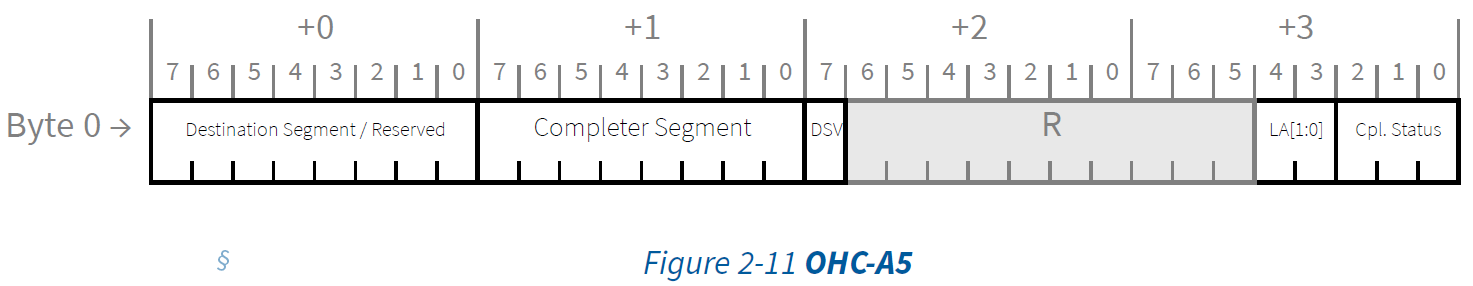 +0 +1 +2 +3
7 6 5 4 3 2 1 0 7 6 5 4 3 2 1 0 7 6 5 4 3 2 1 0 7 6 5 4 3 2 1 0
Byte 0 → Destination Segment / Reserved Completer Segment DSV R LA[1:0] Cpl. Status
§ Figure 2-11 OHC-A5